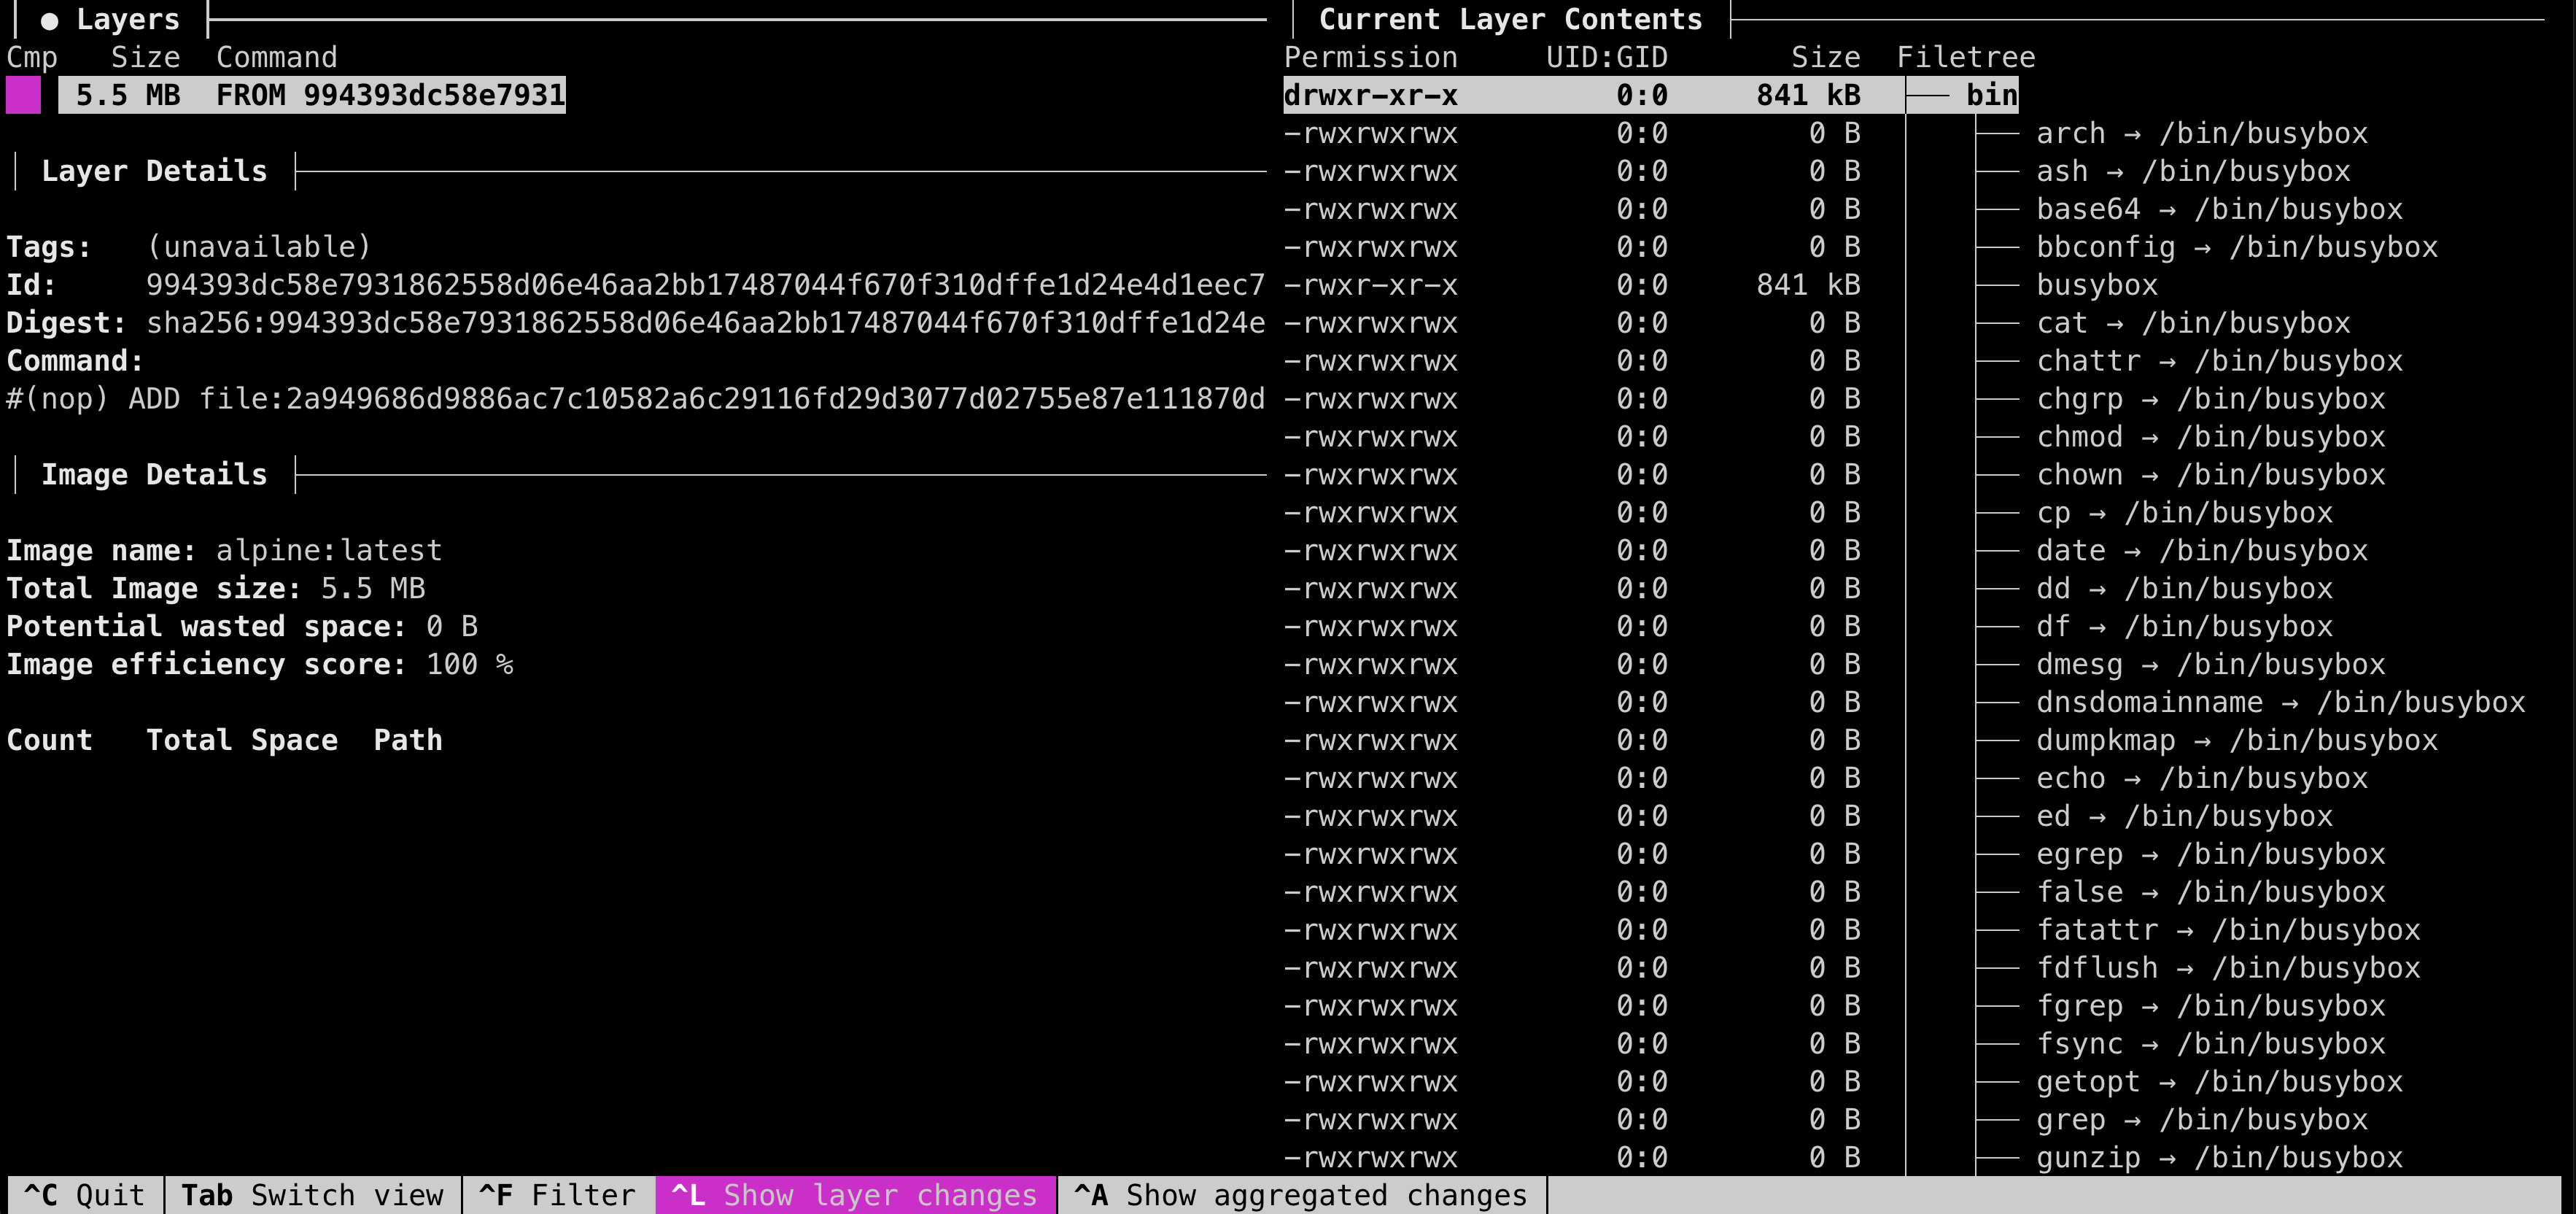 ● Layers
Cmp Size Command
5.5 MB FROM 994393dc58e7931
Layer Details
Tags: (unavailable)
Id: 994393dc58e7931862558d06e46aa2bb17487044f670f310dffe1d24e4d1eec7
Digest: sha256:994393dc58e7931862558d06e46aa2bb17487044f670f310dffe1d24e
Command:
#(nop) ADD file:2a949686d9886ac7c10582a6c29116fd29d3077d02755e87e111870d
Image Details
Image name: alpine:latest
Total Image size: 5.5 MB
Potential wasted space: 0 B
Image efficiency score: 100 %
Count Total Space Path
Current Layer Contents
Permission UID:GID Size Filetree
drwxr-xr-x 0:0 841 kB ├── bin
-rwxrwxrwx 0:0 0 B │ ├── arch → /bin/busybox
-rwxrwxrwx 0:0 0 B │ ├── ash → /bin/busybox
-rwxrwxrwx 0:0 0 B │ ├── base64 → /bin/busybox
-rwxrwxrwx 0:0 0 B │ ├── bbconfig → /bin/busybox
-rwxr-xr-x 0:0 841 kB │ ├── busybox
-rwxrwxrwx 0:0 0 B │ ├── cat → /bin/busybox
-rwxrwxrwx 0:0 0 B │ ├── chattr → /bin/busybox
-rwxrwxrwx 0:0 0 B │ ├── chgrp → /bin/busybox
-rwxrwxrwx 0:0 0 B │ ├── chmod → /bin/busybox
-rwxrwxrwx 0:0 0 B │ ├── chown → /bin/busybox
-rwxrwxrwx 0:0 0 B │ ├── cp → /bin/busybox
-rwxrwxrwx 0:0 0 B │ ├── date → /bin/busybox
-rwxrwxrwx 0:0 0 B │ ├── dd → /bin/busybox
-rwxrwxrwx 0:0 0 B │ ├── df → /bin/busybox
-rwxrwxrwx 0:0 0 B │ ├── dmesg → /bin/busybox
-rwxrwxrwx 0:0 0 B │ ├── dnsdomainname → /bin/busybox
-rwxrwxrwx 0:0 0 B │ ├── dumpkmap → /bin/busybox
-rwxrwxrwx 0:0 0 B │ ├── echo → /bin/busybox
-rwxrwxrwx 0:0 0 B │ ├── ed → /bin/busybox
-rwxrwxrwx 0:0 0 B │ ├── egrep → /bin/busybox
-rwxrwxrwx 0:0 0 B │ ├── false → /bin/busybox
-rwxrwxrwx 0:0 0 B │ ├── fatattr → /bin/busybox
-rwxrwxrwx 0:0 0 B │ ├── fdflush → /bin/busybox
-rwxrwxrwx 0:0 0 B │ ├── fgrep → /bin/busybox
-rwxrwxrwx 0:0 0 B │ ├── fsync → /bin/busybox
-rwxrwxrwx 0:0 0 B │ ├── getopt → /bin/busybox
-rwxrwxrwx 0:0 0 B │ ├── grep → /bin/busybox
-rwxrwxrwx 0:0 0 B │ ├── gunzip → /bin/busybox
^C Quit Tab Switch view ^F Filter ^L Show layer changes ^A Show aggregated changes